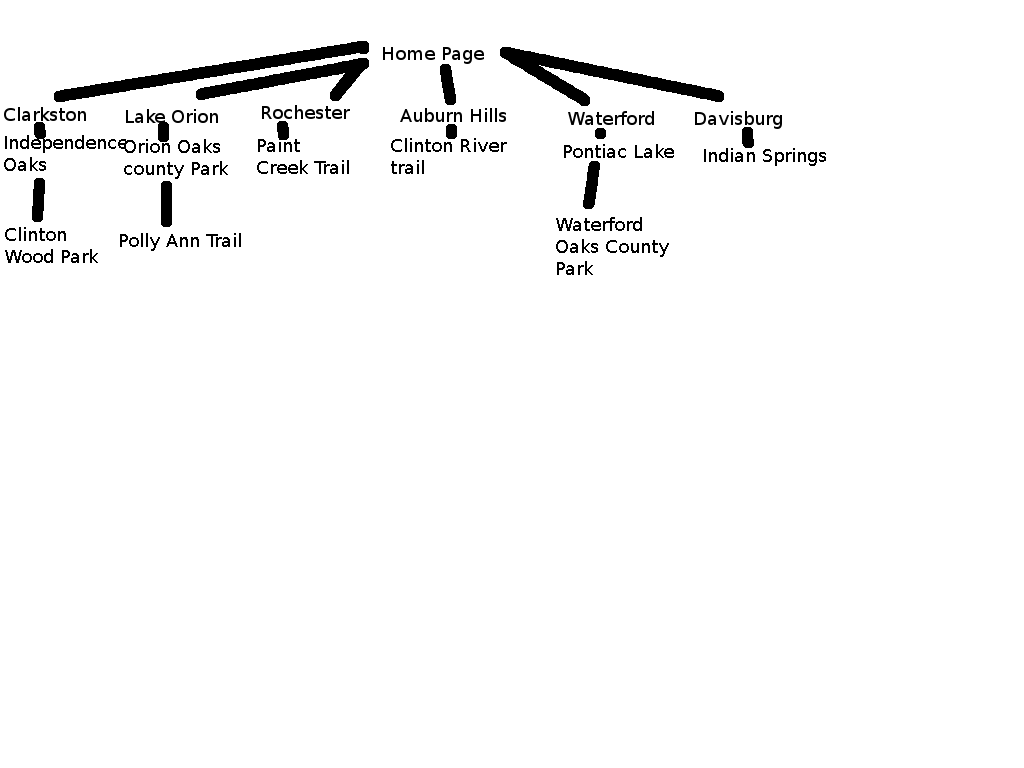 Home Page
Clarkston
Independence
Oaks
Clinton
Wood Park
Lake Orion
Orion Oaks
county Park
Polly Ann Trail
Rochester
Paint
Creek Trail
Auburn Hills
Clinton River
trail
Waterford
Pontiac Lake
Waterford
Oaks County
Park
Davisburg
Indian Springs